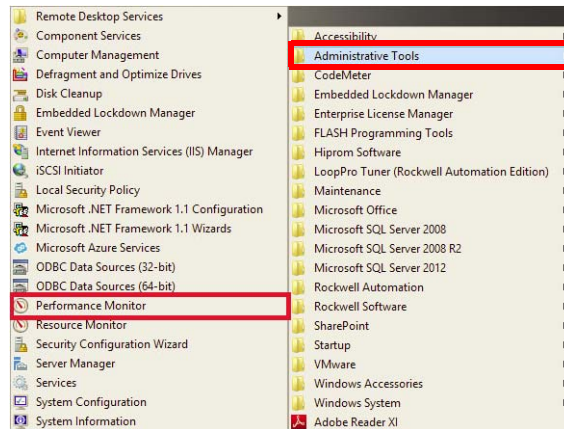 Remote Desktop Services
Component Services
Computer Management
Defragment and Optimize Drives
Disk Cleanup
Embedded Lockdown Manager
Event Viewer
Internet Information Services (IIS) Manager
iSCSI Initiator
Local Security Policy
Microsoft .NET Framework 1.1 Configuration
Microsoft .NET Framework 1.1 Wizards
Microsoft Azure Services
ODBC Data Sources (32-bit)
ODBC Data Sources (64-bit)
Performance Monitor
Resource Monitor
Security Configuration Wizard
Server Manager
Services
System Configuration
System Information
Accessibility
Administrative Tools
CodeMeter
Embedded Lockdown Manager
Enterprise License Manager
FLASH Programming Tools
Hiprom Software
LoopPro Tuner (Rockwell Automation Edition)
Maintenance
Microsoft Office
Microsoft SQL Server 2008
Microsoft SQL Server 2008 R2
Microsoft SQL Server 2012
Rockwell Automation
Rockwell Software
SharePoint
Startup
VMware
Windows Accessories
Windows System
Adobe Reader XI